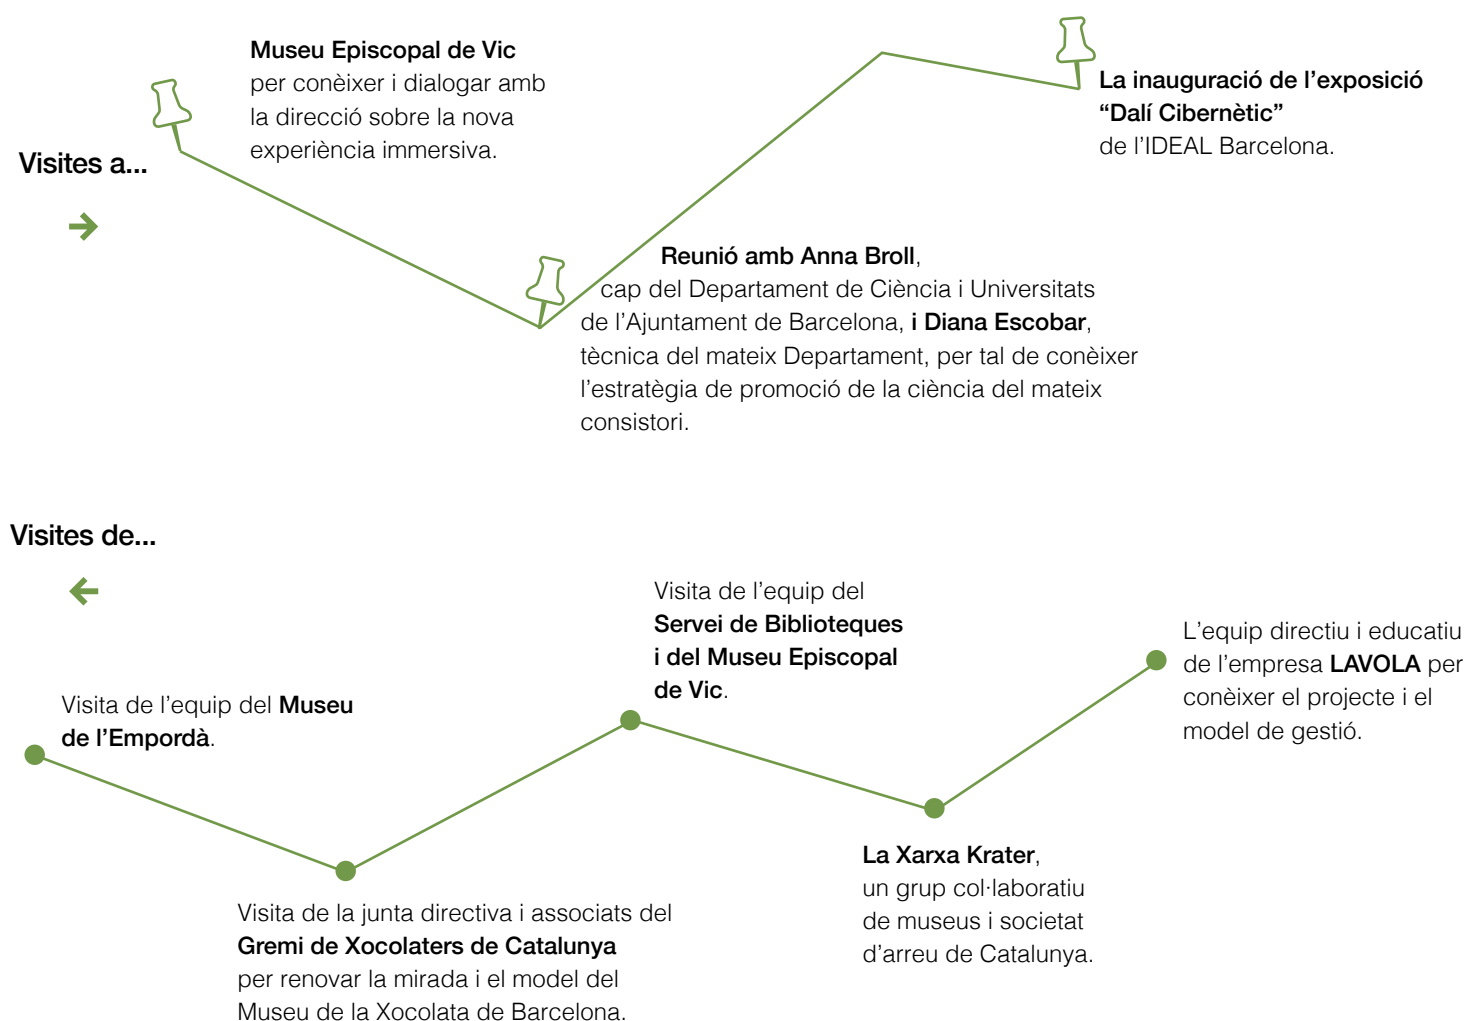 Visites a...
Museu Episcopal de Vic
per conèixer i dialogar amb
la direcció sobre la nova
experiència immersiva.
Reunió amb Anna Broll,
cap del Departament de Ciència i Universitats
de l’Ajuntament de Barcelona, i Diana Escobar,
tècnica del mateix Departament, per tal de conèixer
l’estratègia de promoció de la ciència del mateix
consistori.
La inauguració de l’exposició
“Dalí Cibernètic”
de l’IDEAL Barcelona.
Visites de...
Visita de l’equip del Museu
de l’Empordà.
Visita de la junta directiva i associats del
Gremi de Xocolaters de Catalunya
per renovar la mirada i el model del
Museu de la Xocolata de Barcelona.
Visita de l’equip del
Servei de Biblioteques
i del Museu Episcopal
de Vic.
La Xarxa Krater,
un grup col·laboratiu
de museus i societat
d’arreu de Catalunya.
L’equip directiu i educatiu
de l’empresa LAVOLA per
conèixer el projecte i el
model de gestió.